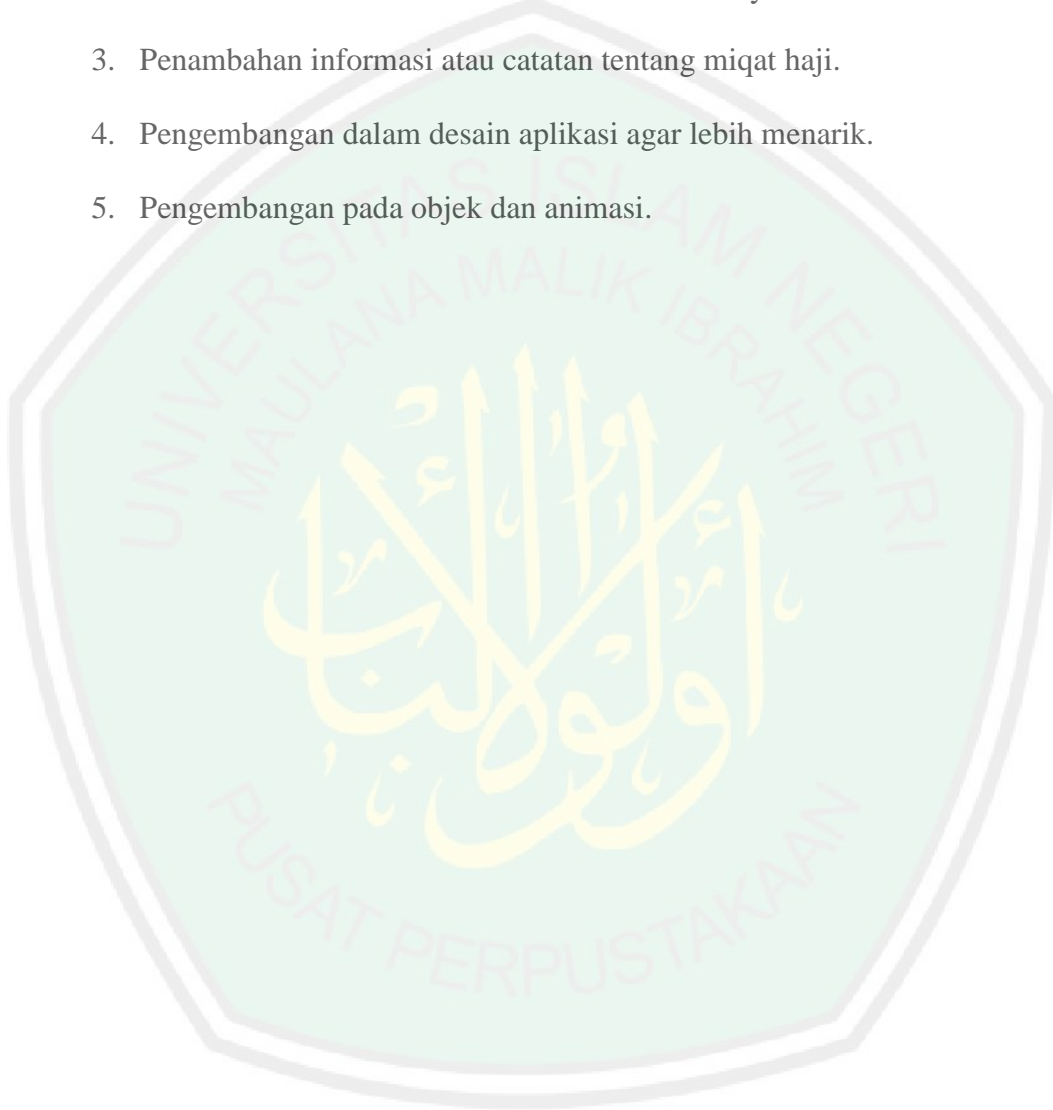 3. Penambahan informasi atau catatan tentang miqat haji.
4. Pengembangan dalam desain aplikasi agar lebih menarik.
5. Pengembangan pada objek dan animasi.
UNIVERSITAS ISLAM NEGERI
MAULANA MALIK IBRAHIM
أولوا الألباب
PUSAT PERPUSTAKAAN